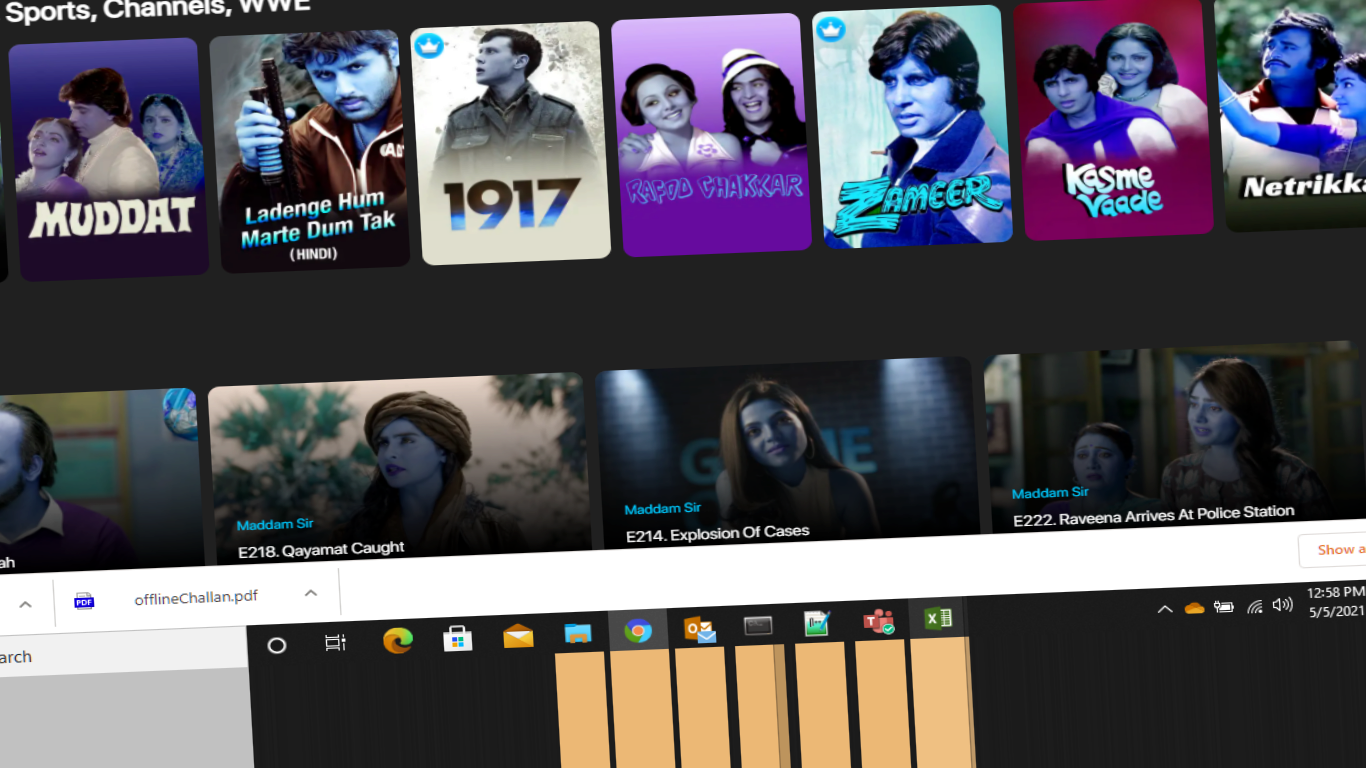 Sports, Channels, WWE
MUDDAT
Ladenge Hum
Marte Dum Tak
(HINDI)
1917
RAFOO CHAKKAR
ZAMEER
Kasme
Vaade
Netrikka
Maddam Sir
E218. Qayamat Caught
Maddam Sir
E214. Explosion Of Cases
Maddam Sir
E222. Raveena Arrives At Police Station
ah
PDF
offlineChallan.pdf
Show a
arch
12:58 PM
5/5/2021